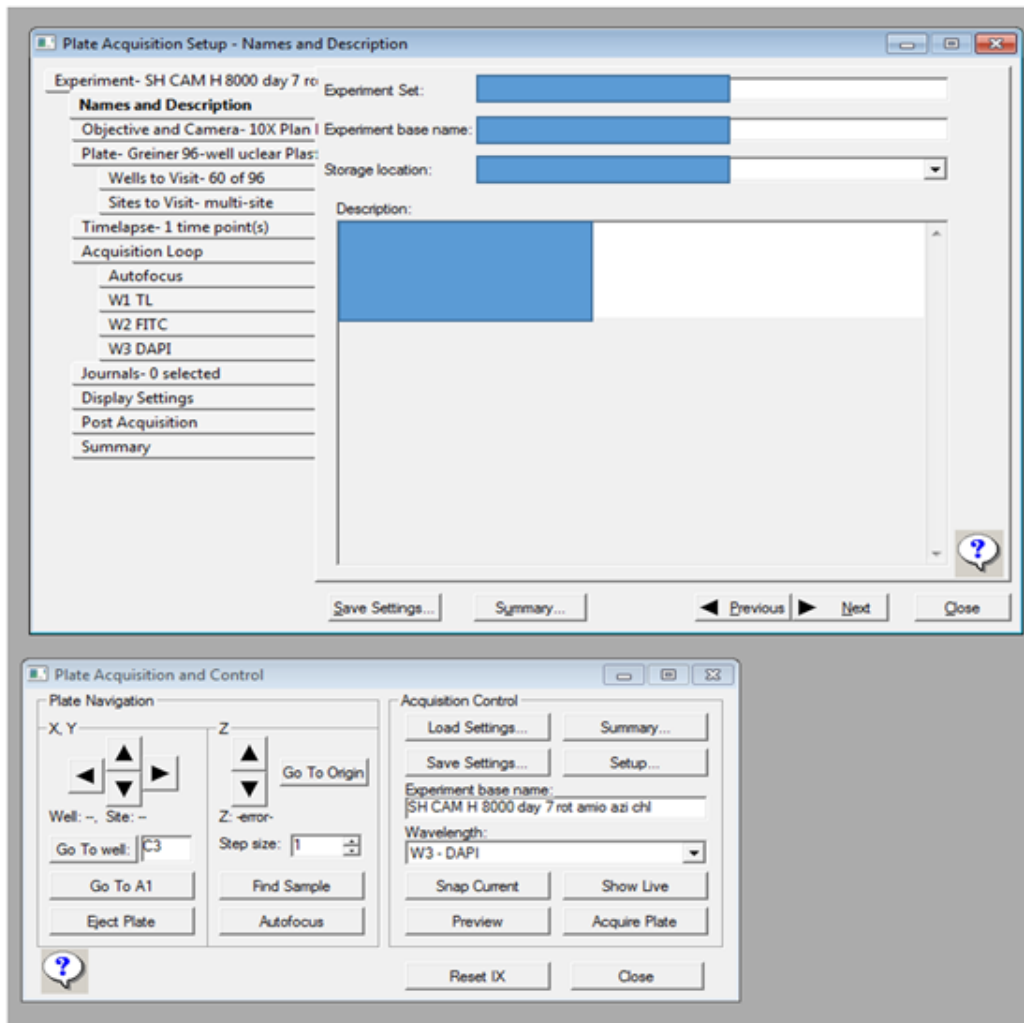 Plate Acquisition Setup - Names and Description
Experiment- SH CAM H 8000 day 7 ro
Names and Description
Objective and Camera- 10X Plan
Plate- Greiner 96-well uclear Plas
Wells to Visit- 60 of 96
Sites to Visit- multi-site
Timelapse- 1 time point(s)
Acquisition Loop
Autofocus
W1 TL
W2 FITC
W3 DAPI
Journals- 0 selected
Display Settings
Post Acquisition
Summary
Experiment Set:
Experiment base name:
Storage location:
Description:
?
Save Settings...
Summary...
Previous
Next
Close
Plate Acquisition and Control
Plate Navigation
X, Y
Well: --, Site: --
Go To well: C3
Go To A1
Eject Plate
Z
Go To Origin
Z: -error-
Step size: 1
Find Sample
Autofocus
Acquisition Control
Load Settings... Summary...
Save Settings... Setup...
Experiment base name:
SH CAM H 8000 day 7 rot amio azi chl
Wavelength:
W3 - DAPI
Snap Current Show Live
Preview Acquire Plate
?
Reset IX Close